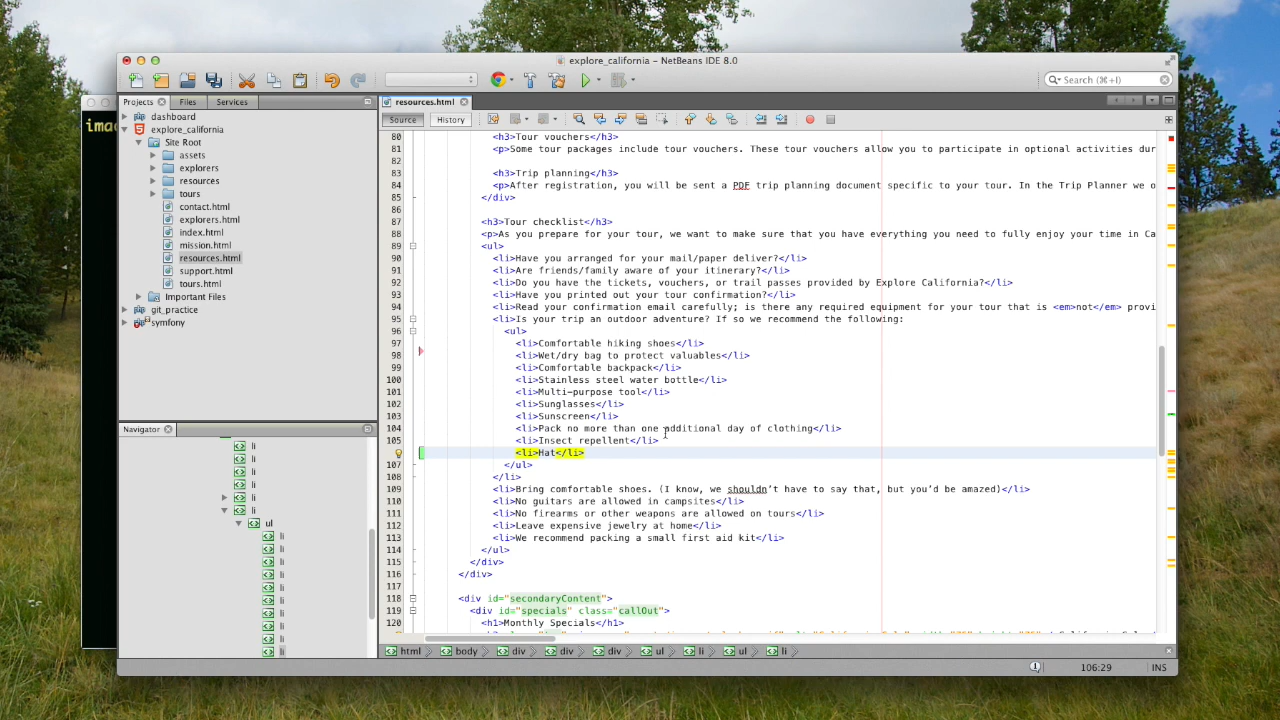 explore_california - NetBeans IDE 8.0
Search (⌘+I)
Projects Files Services
resources.html
Source History
imac
dashboard
explore_california
Site Root
assets
explorers
resources
tours
contact.html
explorers.html
index.html
mission.html
resources.html
support.html
tours.html
Important Files
git_practice
symfony
Navigator
li
li
li
li
li
li
ul
li
li
li
li
li
li
li
li
li
li
80 <h3>Tour vouchers</h3>
81 <p>Some tour packages include tour vouchers. These tour vouchers allow you to participate in optional activities dur
82
83 <h3>Trip planning</h3>
84 <p>After registration, you will be sent a PDF trip planning document specific to your tour. In the Trip Planner we o
85 </div>
86
87 <h3>Tour checklist</h3>
88 <p>As you prepare for your tour, we want to make sure that you have everything you need to fully enjoy your time in Ca
89 <ul>
90 <li>Have you arranged for your mail/paper deliver?</li>
91 <li>Are friends/family aware of your itinerary?</li>
92 <li>Do you have the tickets, vouchers, or trail passes provided by Explore California?</li>
93 <li>Have you printed out your tour confirmation?</li>
94 <li>Read your confirmation email carefully; is there any required equipment for your tour that is <em>not</em> provi
95 <li>Is your trip an outdoor adventure? If so we recommend the following:
96 <ul>
97 <li>Comfortable hiking shoes</li>
98 <li>Wet/dry bag to protect valuables</li>
99 <li>Comfortable backpack</li>
100 <li>Stainless steel water bottle</li>
101 <li>Multi-purpose tool</li>
102 <li>Sunglasses</li>
103 <li>Sunscreen</li>
104 <li>Pack no more than one additional day of clothing</li>
105 <li>Insect repellent</li>
<li>Hat</li>
107 </ul>
108 </li>
109 <li>Bring comfortable shoes. (I know, we shouldn’t have to say that, but you’d be amazed)</li>
110 <li>No guitars are allowed in campsites</li>
111 <li>No firearms or other weapons are allowed on tours</li>
112 <li>Leave expensive jewelry at home</li>
113 <li>We recommend packing a small first aid kit</li>
114 </ul>
115 </div>
116 </div>
117
118 <div id="secondaryContent">
119 <div id="specials" class="callOut">
120 <h1>Monthly Specials</h1>
html body div div div ul li ul li
106:29 INS